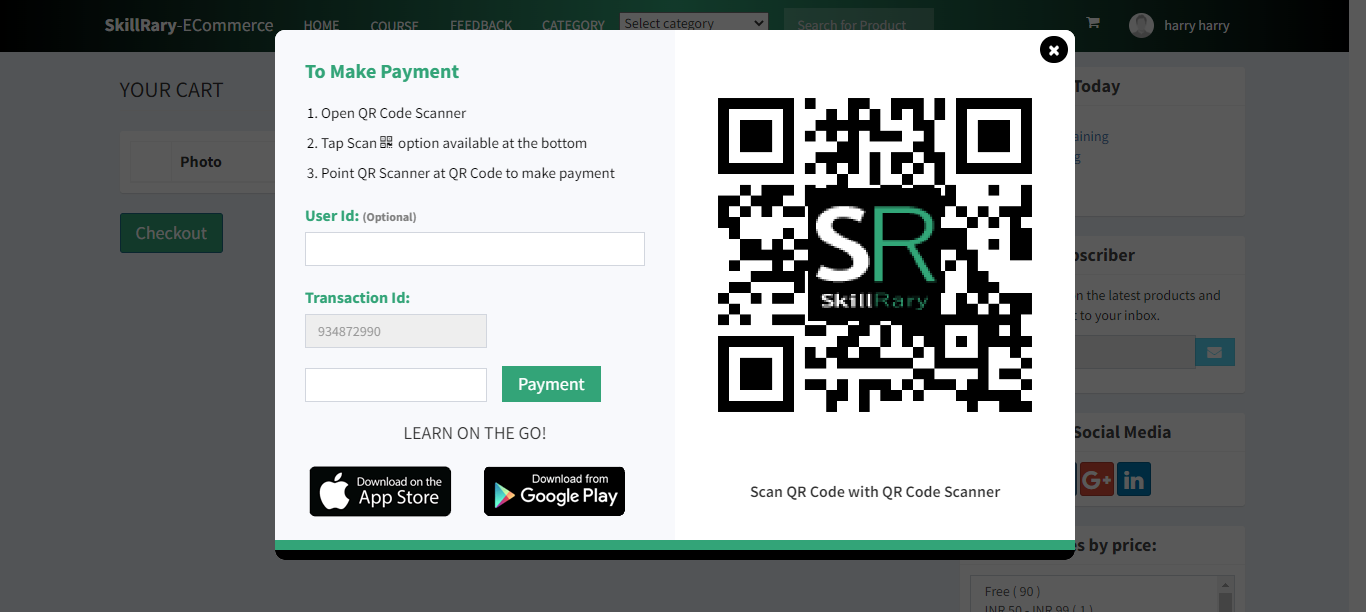 SkillRary-ECommerce
HOME
COURSE
FEEDBACK
CATEGORY
Select category
Search for Product
harry harry
YOUR CART
Photo
Checkout
To Make Payment
1. Open QR Code Scanner
2. Tap Scan option available at the bottom
3. Point QR Scanner at QR Code to make payment
User Id: (Optional)
Transaction Id:
934872990
Payment
LEARN ON THE GO!
Download on the
App Store
Download from
Google Play
SR
SkillRary
Scan QR Code with QR Code Scanner
Today
the latest products and
to your inbox.
Social Media
G+
in
by price:
Free ( 90 )
INR 50 - INR 99 ( 1 )